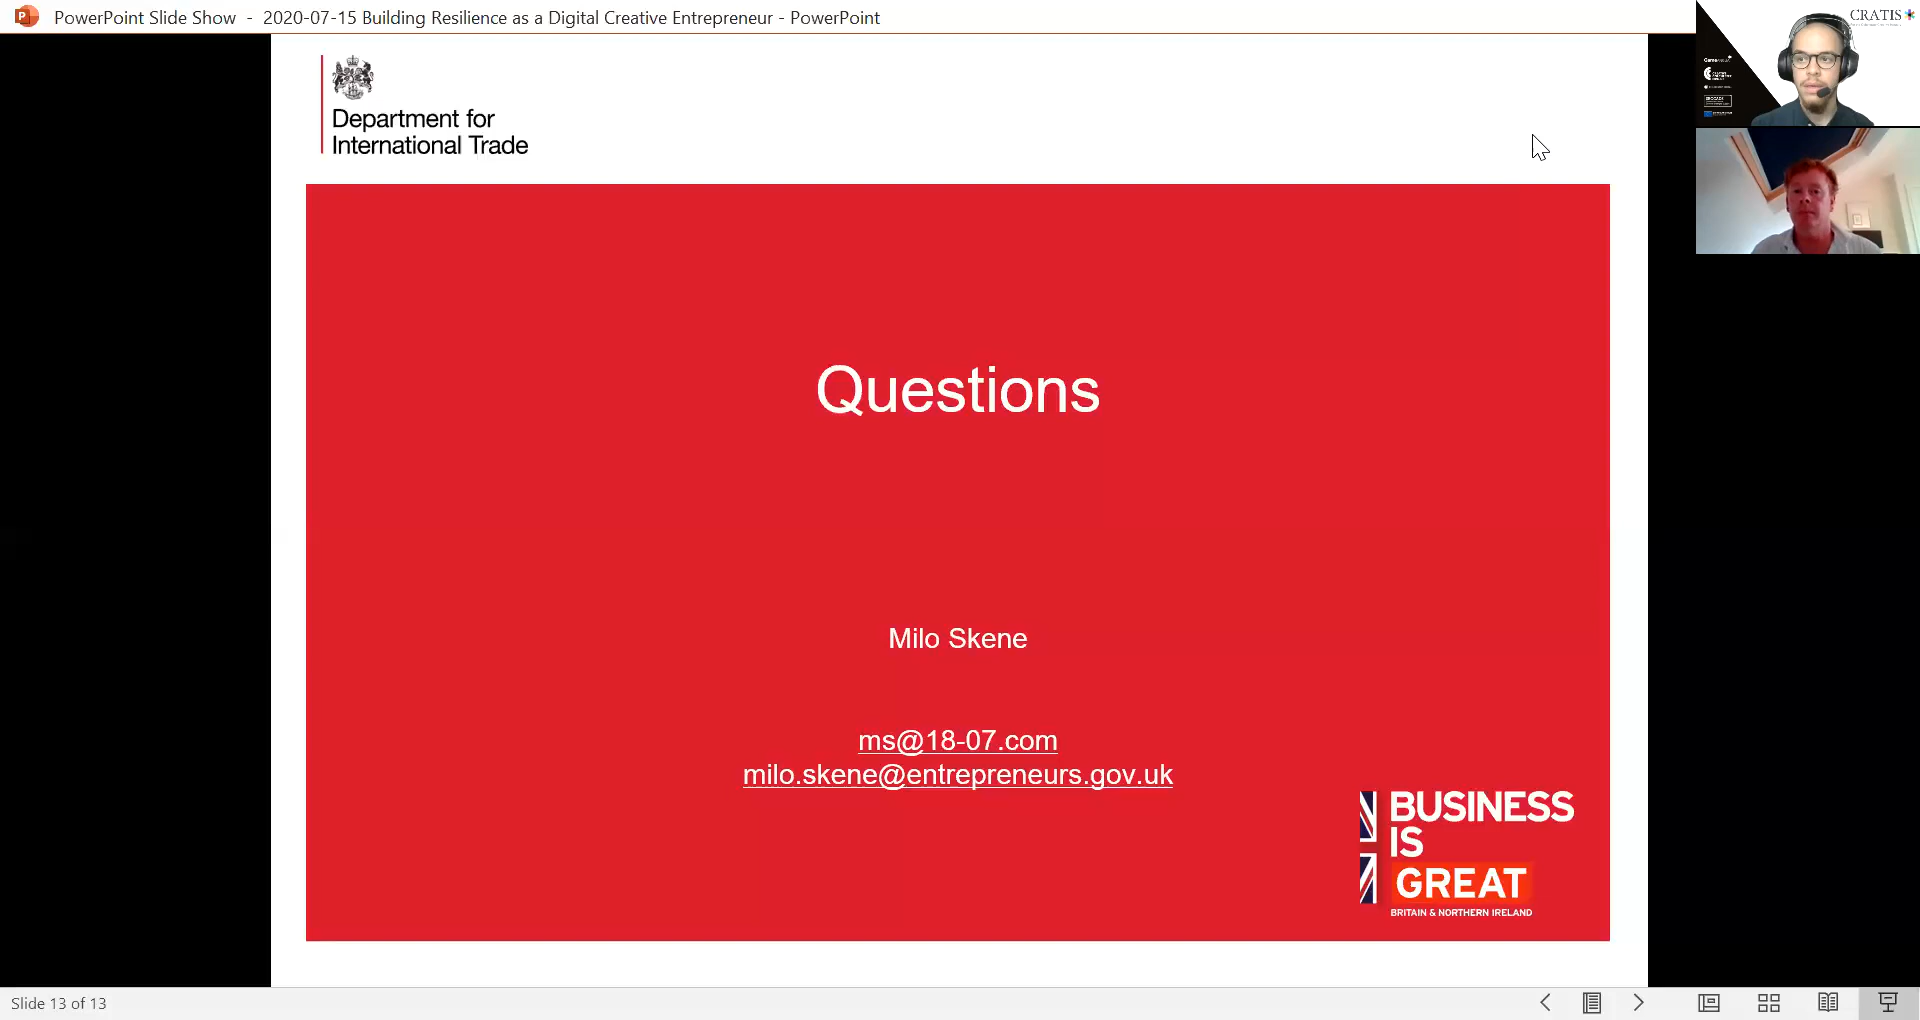 PowerPoint Slide Show - 2020-07-15 Building Resilience as a Digital Creative Entrepreneur - PowerPoint
CRATIS
Department for
International Trade
Questions
Milo Skene
ms@18-07.com
milo.skene@entrepreneurs.gov.uk
BUSINESS
IS
GREAT
BRITAIN & NORTHERN IRELAND
Slide 13 of 13